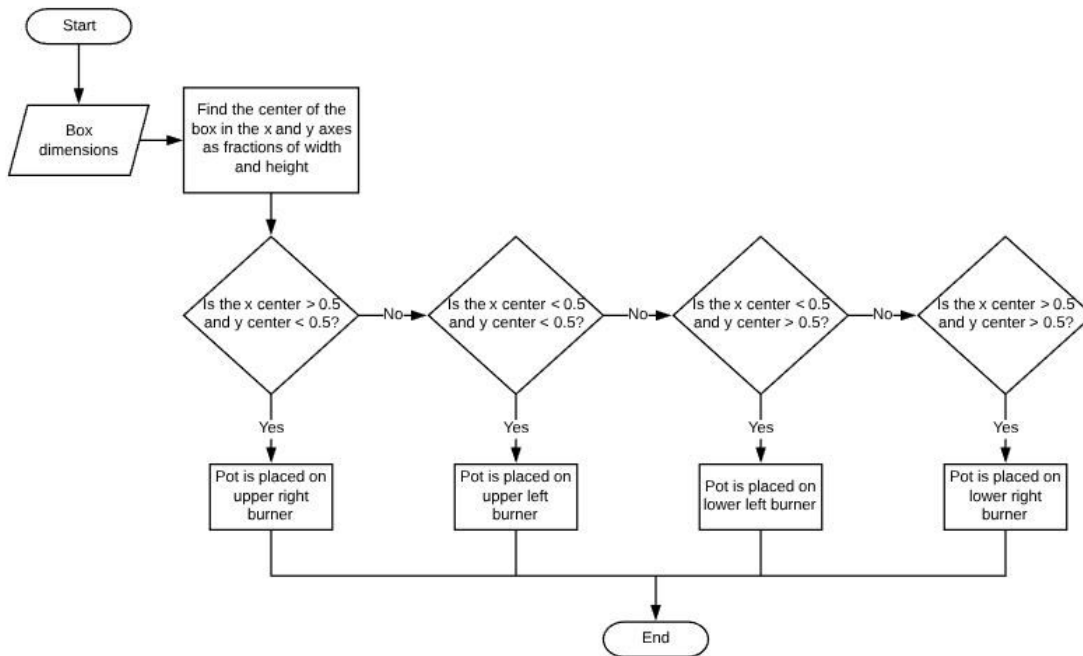 Start
Box
dimensions
Find the center of the
box in the x and y axes
as fractions of width
and height
Is the x center > 0.5
and y center < 0.5?
No
Is the x center < 0.5
and y center < 0.5?
No
Is the x center < 0.5
and y center > 0.5?
No
Is the x center > 0.5
and y center > 0.5?
Yes
Yes
Yes
Yes
Pot is placed on
upper right
burner
Pot is placed on
upper left
burner
Pot is placed on
lower left burner
Pot is placed on
lower right
burner
End